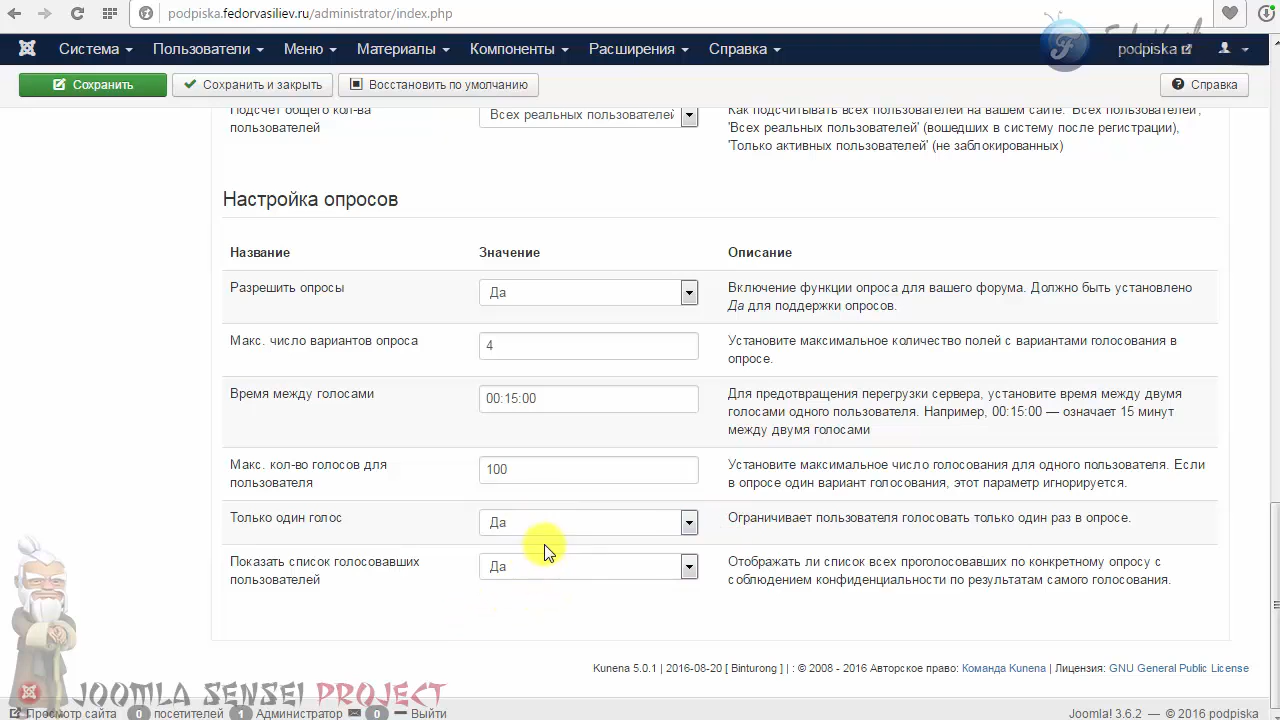 podpiska.fedorvasiliev.ru/administrator/index.php
Система Пользователи Меню Материалы Компоненты Расширения Справка podpiska
Сохранить Сохранить и закрыть Восстановить по умолчанию Справка
Подсчет общего кол-ва
пользователей
Всех реальных пользователей
Как подсчитывать всех пользователей на вашем сайте. 'Всех пользователей',
'Всех реальных пользователей' (вошедших в систему после регистрации),
'Только активных пользователей' (не заблокированных)
Настройка опросов
Название Значение Описание
Разрешить опросы
Да
Включение функции опроса для вашего форума. Должно быть установлено
Да для поддержки опросов.
Макс. число вариантов опроса
4
Установите максимальное количество полей с вариантами голосования в
опросе.
Время между голосами
00:15:00
Для предотвращения перегрузки сервера, установите время между двумя
голосами одного пользователя. Например, 00:15:00 — означает 15 минут
между двумя голосами
Макс. кол-во голосов для
пользователя
100
Установите максимальное число голосования для одного пользователя. Если
в опросе один вариант голосования, этот параметр игнорируется.
Только один голос
Да
Ограничивает пользователя голосовать только один раз в опросе.
Показать список голосовавших
пользователей
Да
Отображать ли список всех проголосовавших по конкретному опросу с
соблюдением конфиденциальности по результатам самого голосования.
Kunena 5.0.1 | 2016-08-20 [ Binturong ] | : © 2008 - 2016 Авторское право: Команда Kunena | Лицензия: GNU General Public License
JOOMLA SENSEI PROJECT
Просмотр сайта 0 посетителей 1 Администратор 0 Выйти
Joomla! 3.6.2 — © 2016 podpiska